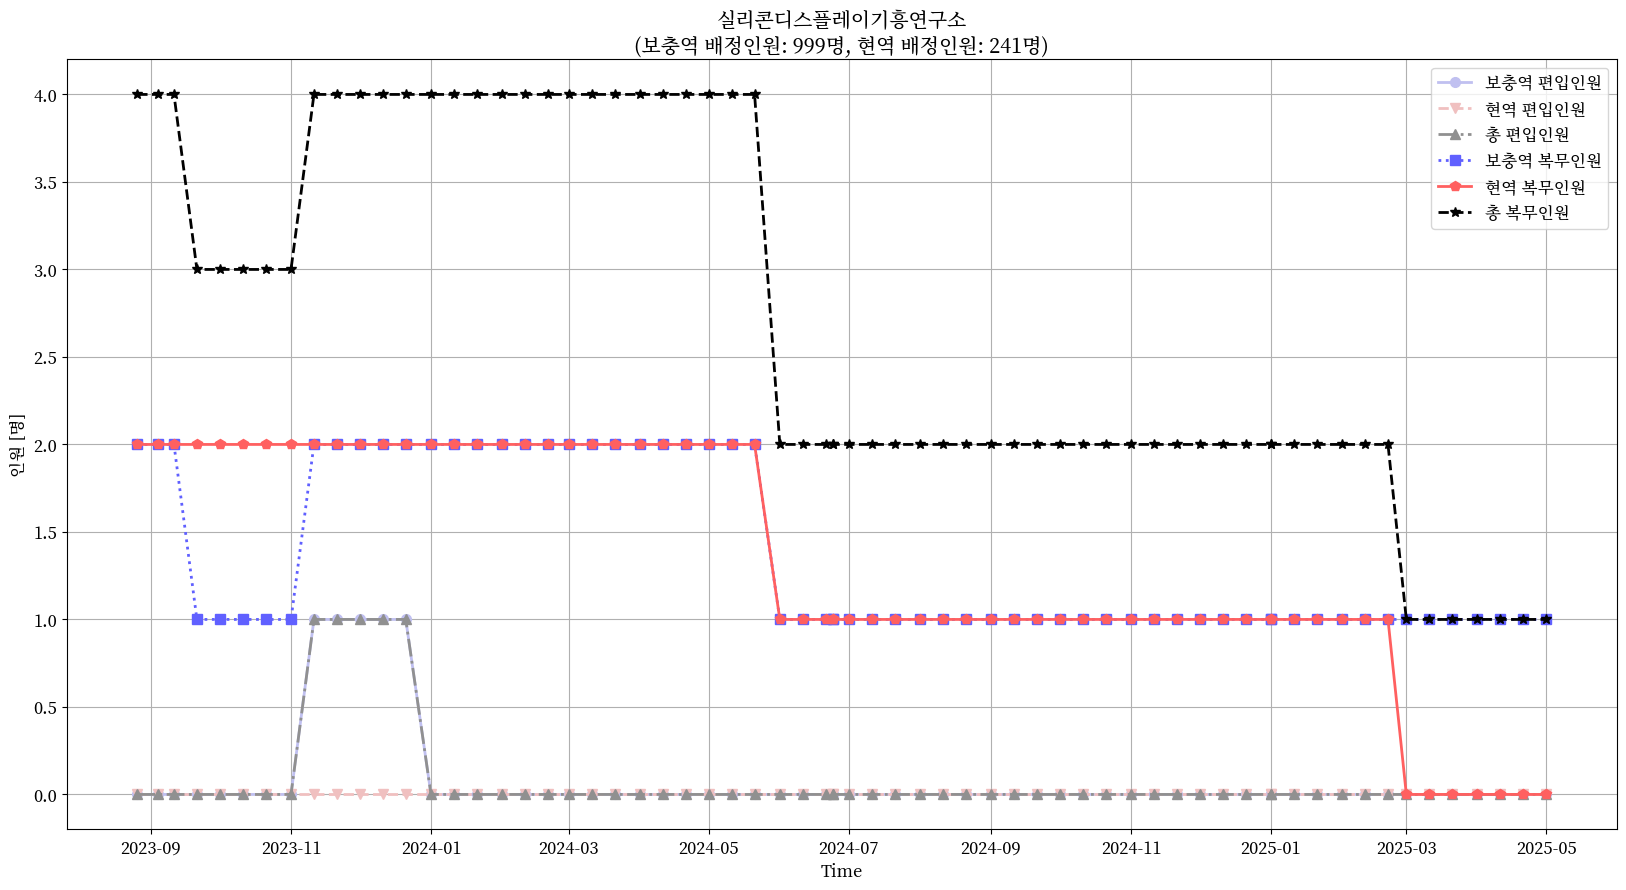 실리콘디스플레이기흥연구소
(보충역 배정인원: 999명, 현역 배정인원: 241명)
보충역 편입인원
현역 편입인원
총 편입인원
보충역 복무인원
현역 복무인원
총 복무인원
인원 [명]
4.0
3.5
3.0
2.5
2.0
1.5
1.0
0.5
0.0
2023-09 2023-11 2024-01 2024-03 2024-05 2024-07 2024-09 2024-11 2025-01 2025-03 2025-05
Time